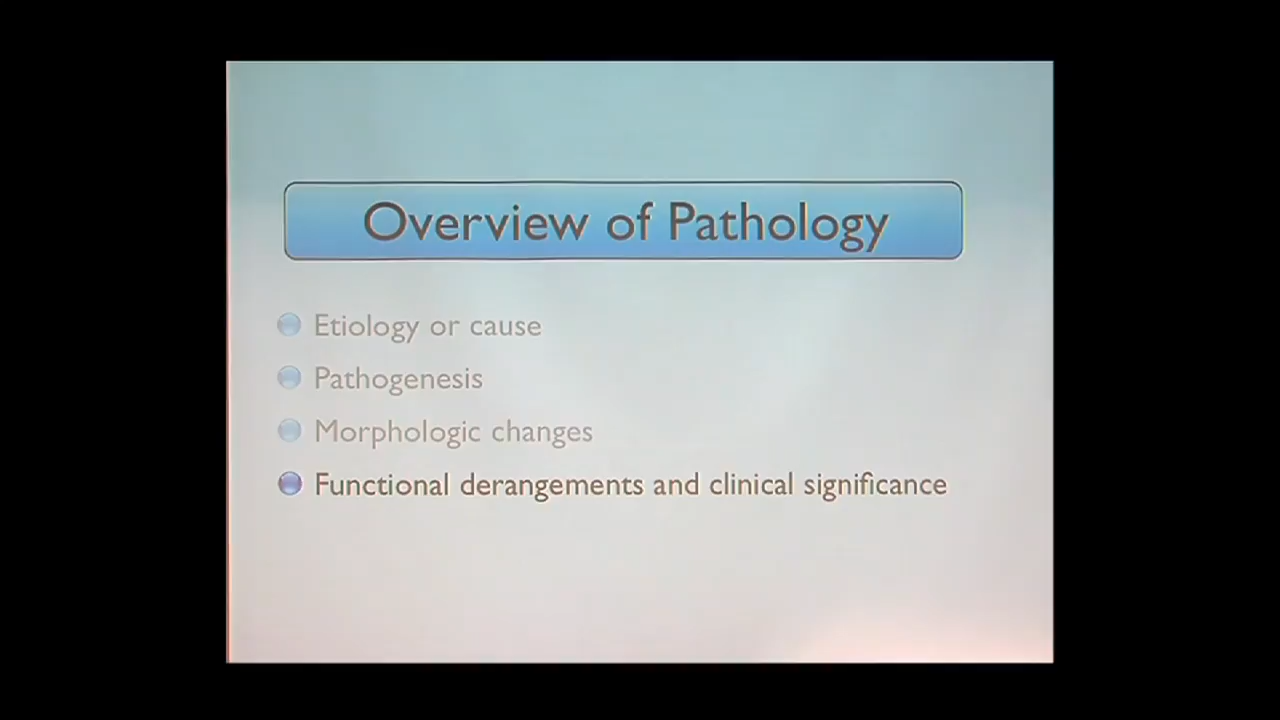 Overview of Pathology
Etiology or cause
Pathogenesis
Morphologic changes
Functional derangements and clinical significance